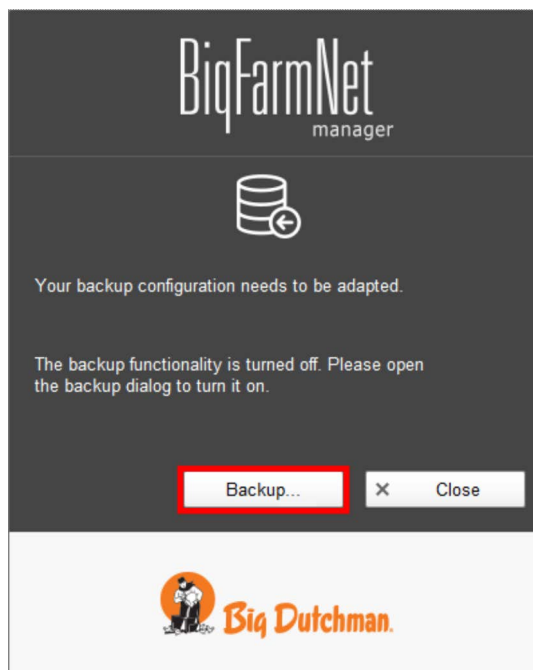 BigFarmNet
manager
Your backup configuration needs to be adapted.
The backup functionality is turned off. Please open
the backup dialog to turn it on.
Backup...
Close
Big Dutchman.